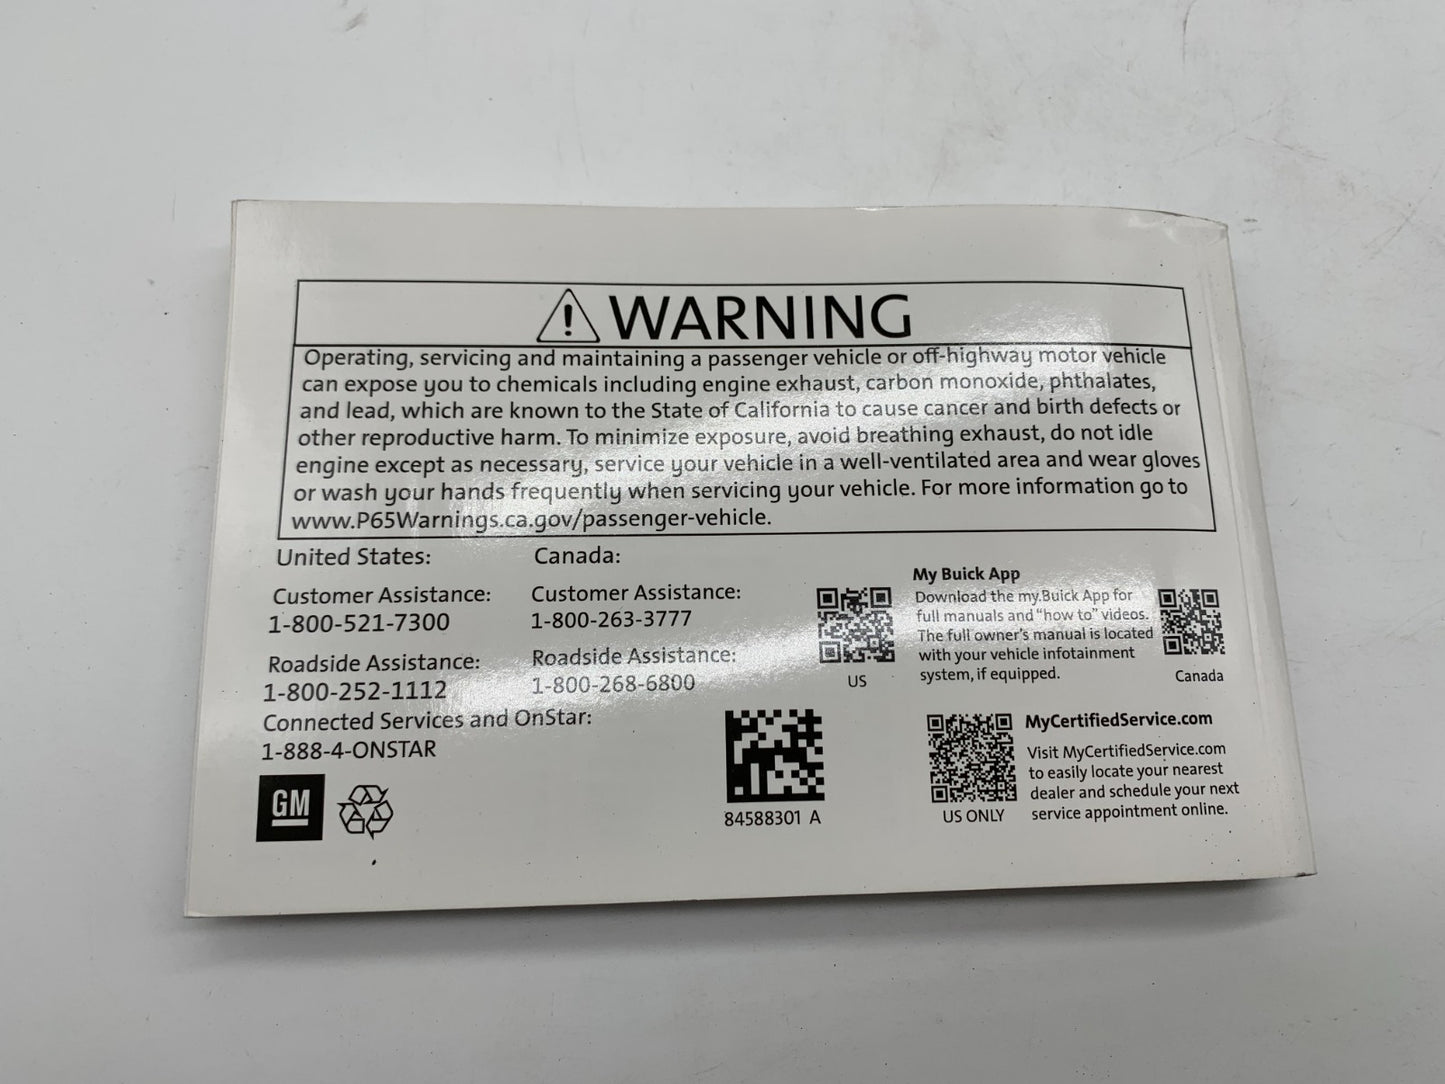 WARNING
Operating, servicing and maintaining a passenger vehicle or off-highway motor vehicle
can expose you to chemicals including engine exhaust, carbon monoxide, phthalates,
and lead, which are known to the State of California to cause cancer and birth defects or
other reproductive harm. To minimize exposure, avoid breathing exhaust, do not idle
engine except as necessary, service your vehicle in a well-ventilated area and wear gloves
or wash your hands frequently when servicing your vehicle. For more information go to
www.P65Warnings.ca.gov/passenger-vehicle.
United States:
Customer Assistance:
1-800-521-7300
Roadside Assistance:
1-800-252-1112
Canada:
Customer Assistance:
1-800-263-3777
Roadside Assistance:
1-800-268-6800
Connected Services and OnStar:
1-888-4-ONSTAR
GM
84588301 A
US
My Buick App
Download the my.Buick App for
full manuals and “how to” videos.
The full owner's manual is located
with your vehicle infotainment
system, if equipped.
Canada
US ONLY
MyCertifiedService.com
Visit MyCertifiedService.com
to easily locate your nearest
dealer and schedule your next
service appointment online.